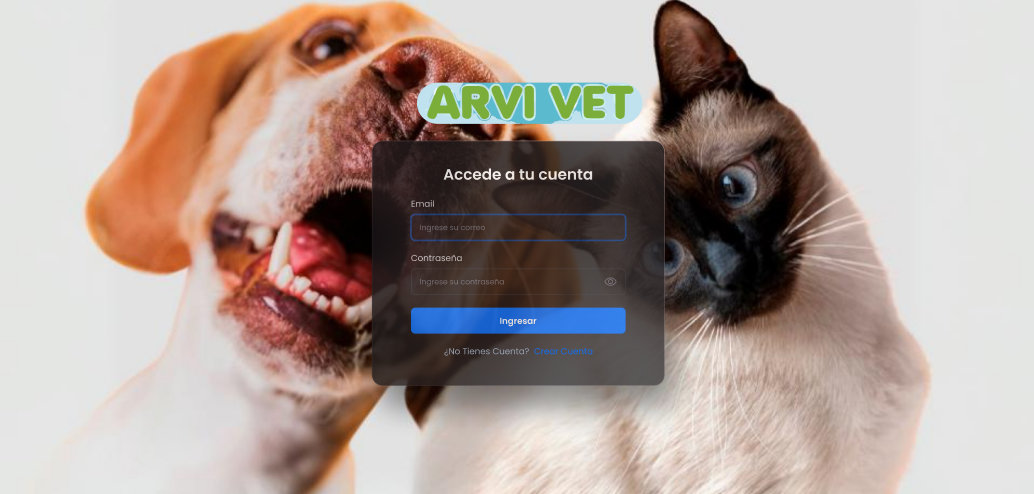 ARVI VET
Accede a tu cuenta
Email
Ingrese su correo
Contraseña
Ingrese su contraseña
Ingresar
¿No Tienes Cuenta? Crear Cuenta